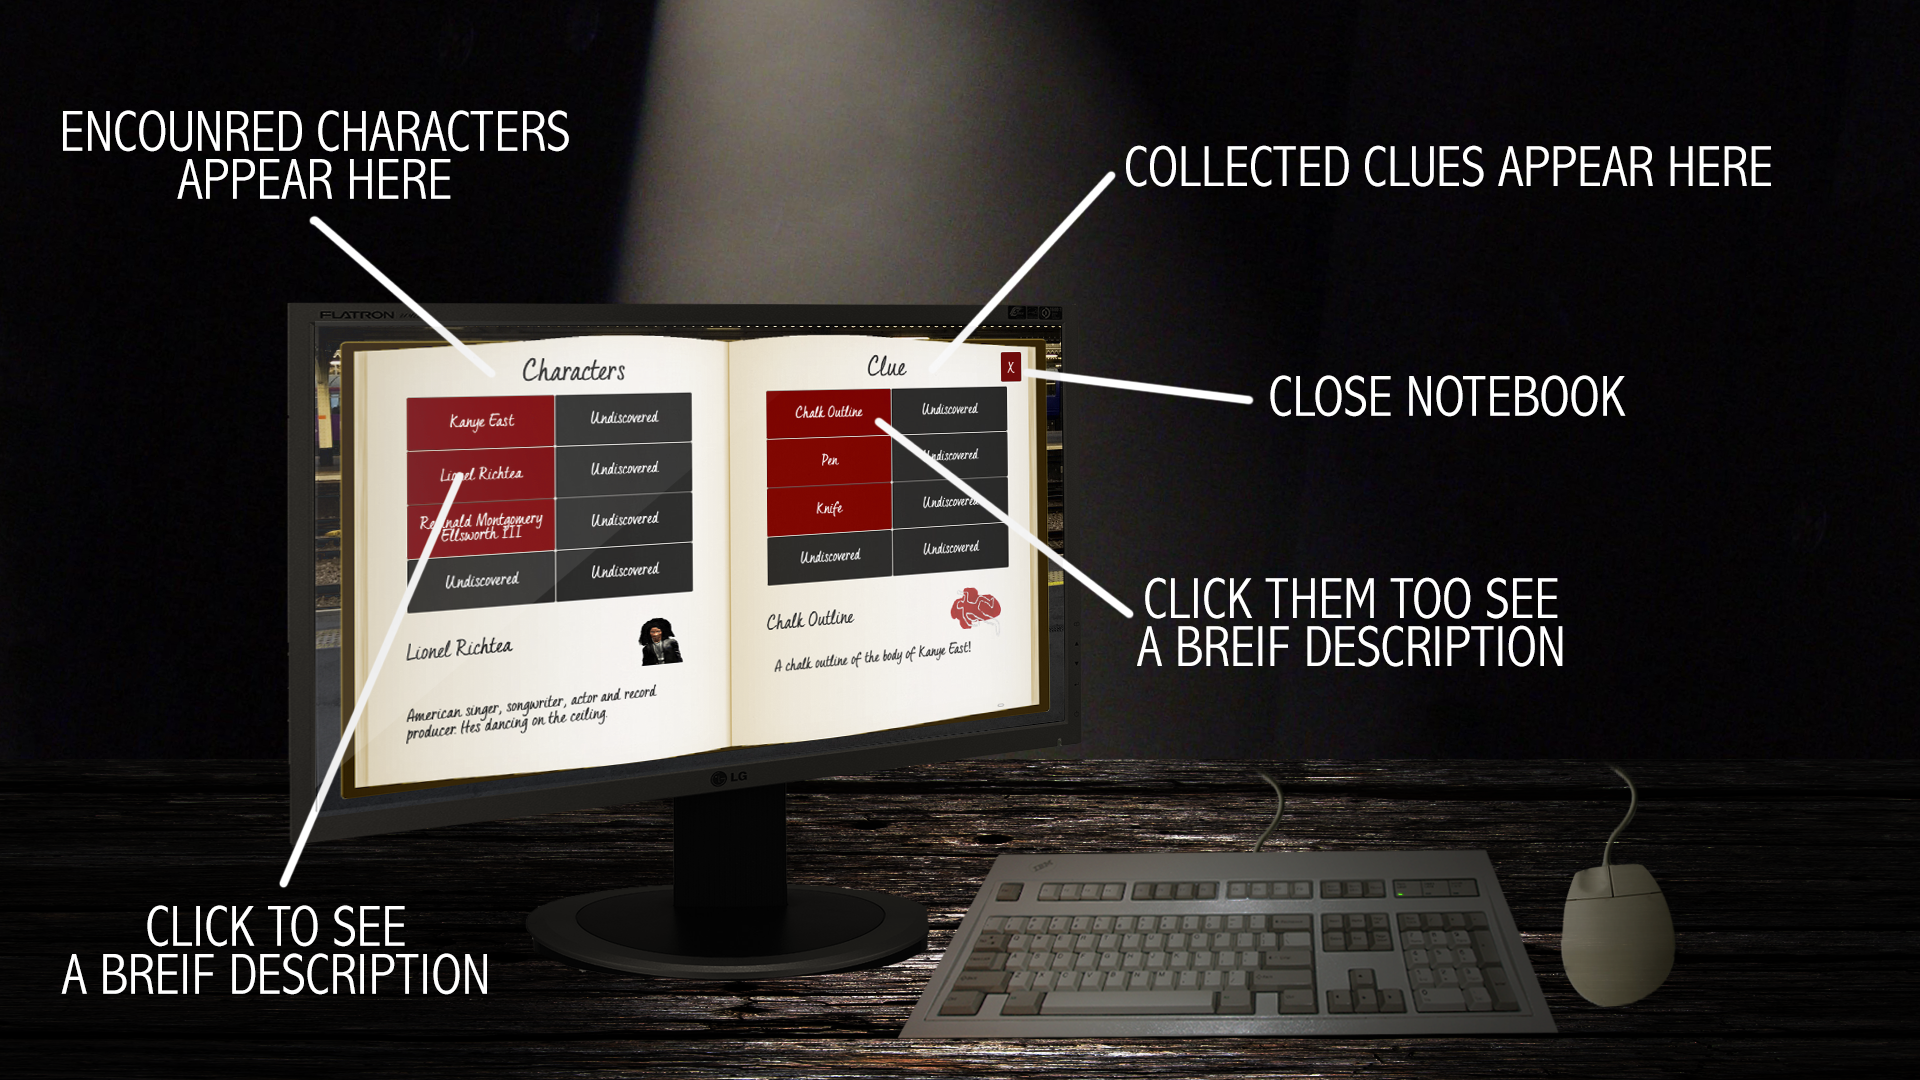 ENCOUNRED CHARACTERS
APPEAR HERE
COLLECTED CLUES APPEAR HERE
FLATRON
Characters
Clue
X
CLOSE NOTEBOOK
Kanye East
Undiscovered
Chalk Outline
Undiscovered
Lionel Richtea
Undiscovered
Pen
Undiscovered
Montgomery
Ellsworth III
Undiscovered
Knife
Undiscovered
Undiscovered
Undiscovered
Undiscovered
Undiscovered
CLICK THEM TOO SEE
A BREIF DESCRIPTION
Lionel Richtea
Chalk Outline
American singer, songwriter, actor and record
producer. Hes dancing on the ceiling.
A chalk outline of the body of Kanye East!
LG
IBM
CLICK TO SEE
A BREIF DESCRIPTION